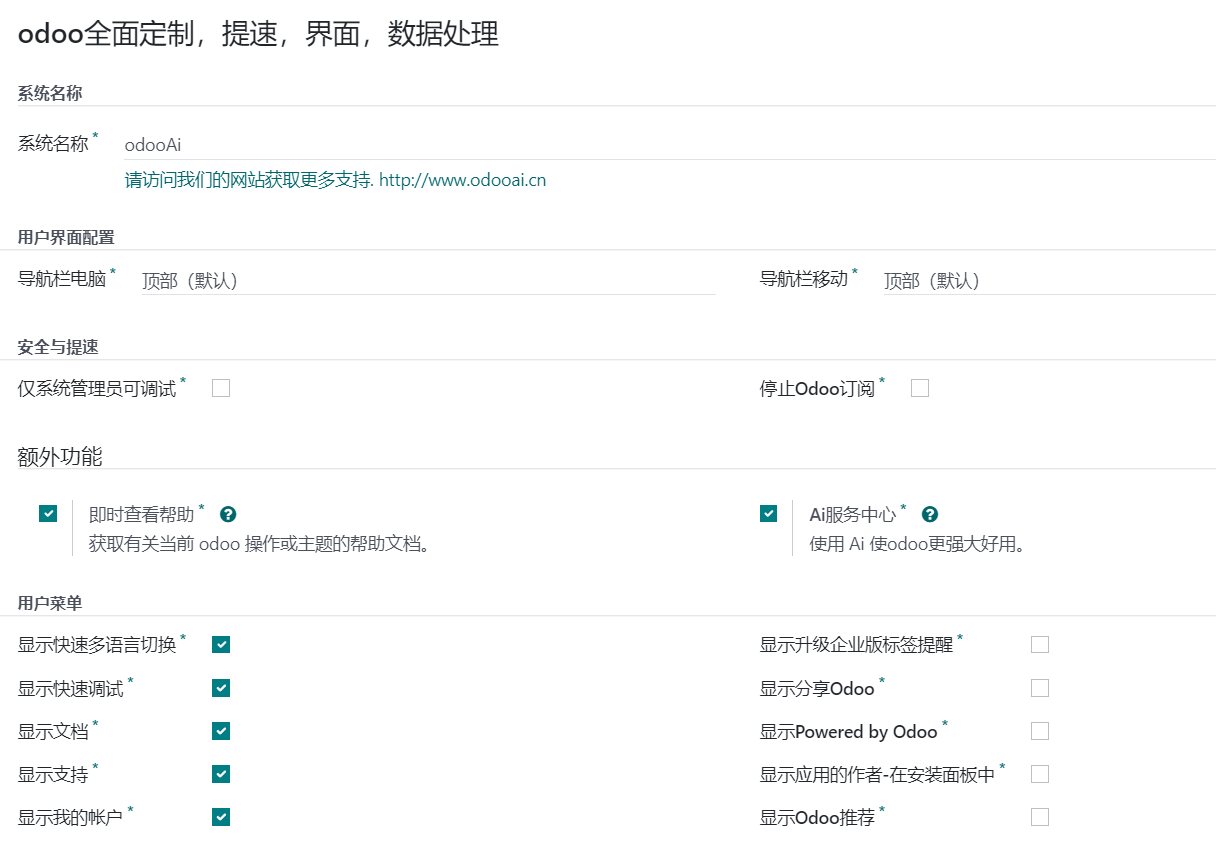 odoo全面定制，提速，界面，数据处理
系统名称
系统名称* odooAi
请访问我们的网站获取更多支持. http://www.odooai.cn
用户界面配置
导航栏电脑* 顶部（默认） 导航栏移动* 顶部（默认）
安全与提速
仅系统管理员可调试* 停止Odoo订阅*
额外功能
即时查看帮助* ? Ai服务中心* ?
获取有关当前 odoo 操作或主题的帮助文档。 使用 Ai 使odoo更强大好用。
用户菜单
显示快速多语言切换* 显示升级企业版标签提醒*
显示快速调试* 显示分享Odoo*
显示文档* 显示Powered by Odoo*
显示支持* 显示应用的作者-在安装面板中*
显示我的帐户* 显示Odoo推荐*